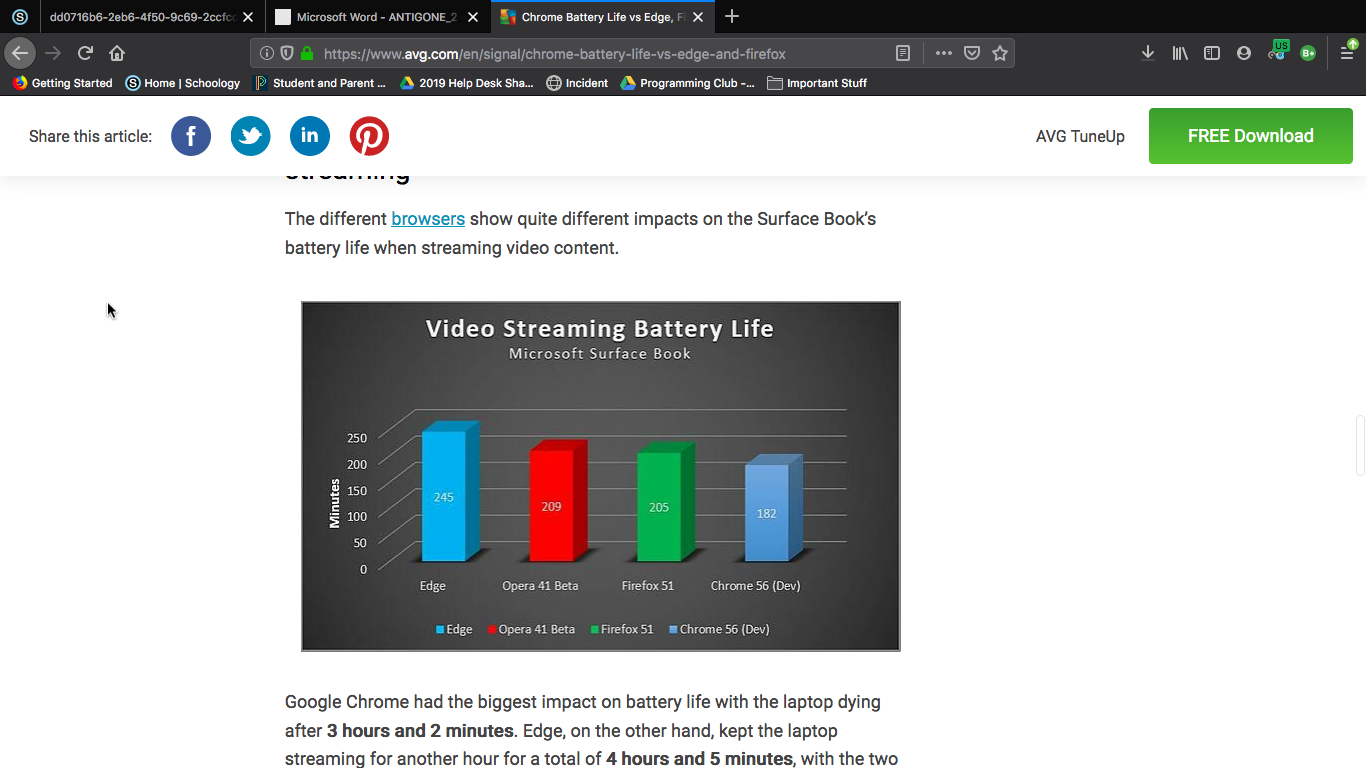 dd0716b6-2eb6-4f50-9c69-2ccfc
Microsoft Word - ANTIGONE_2
Chrome Battery Life vs Edge, Fi
https://www.avg.com/en/signal/chrome-battery-life-vs-edge-and-firefox
US
B+
Getting Started
Home | Schoology
Student and Parent ...
2019 Help Desk Sha...
Incident
Programming Club -...
Important Stuff
Share this article:
AVG TuneUp
FREE Download
Streaming
The different browsers show quite different impacts on the Surface Book’s
battery life when streaming video content.
Video Streaming Battery Life
Microsoft Surface Book
Minutes
250
200
150
100
50
0
245
209
205
182
Edge
Opera 41 Beta
Firefox 51
Chrome 56 (Dev)
Edge
Opera 41 Beta
Firefox 51
Chrome 56 (Dev)
Google Chrome had the biggest impact on battery life with the laptop dying
after 3 hours and 2 minutes. Edge, on the other hand, kept the laptop
streaming for another hour for a total of 4 hours and 5 minutes, with the two